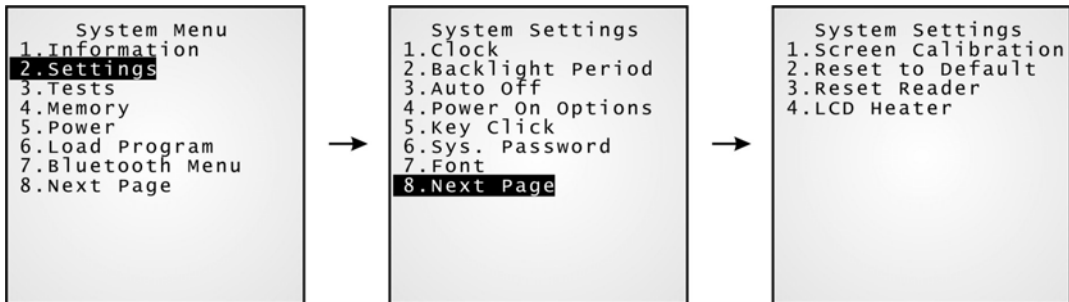 System Menu
1.Information
2.Settings
3.Tests
4.Memory
5.Power
6.Load Program
7.Bluetooth Menu
8.Next Page
System Settings
1.Clock
2.Backlight Period
3.Auto Off
4.Power On Options
5.Key Click
6.Sys. Password
7.Font
8.Next Page
System Settings
1.Screen Calibration
2.Reset to Default
3.Reset Reader
4.LCD Heater